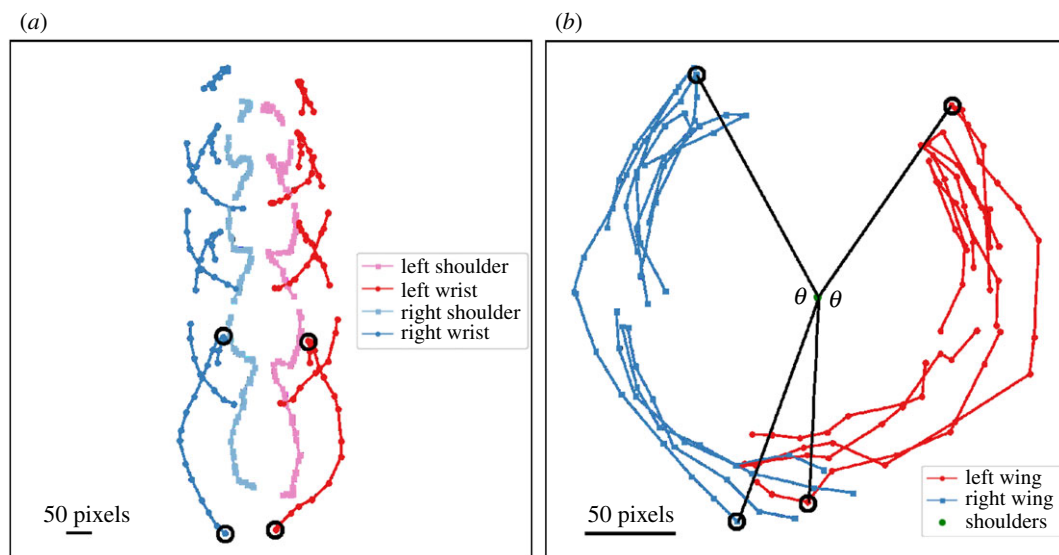 (a)
left shoulder
left wrist
right shoulder
right wrist
50 pixels
(b)
θ θ
50 pixels
left wing
right wing
shoulders